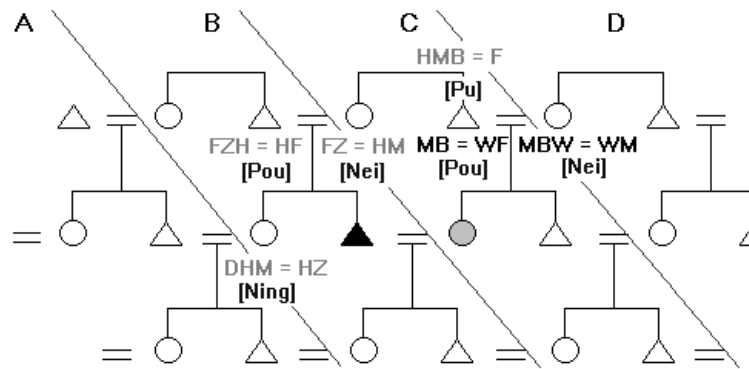 A B C D
HMB = F
[Pu]
FZH = HF FZ = HM MB = WF MBW = WM
[Pou] [Nei] [Pou] [Nei]
DHM = HZ
[Ning]